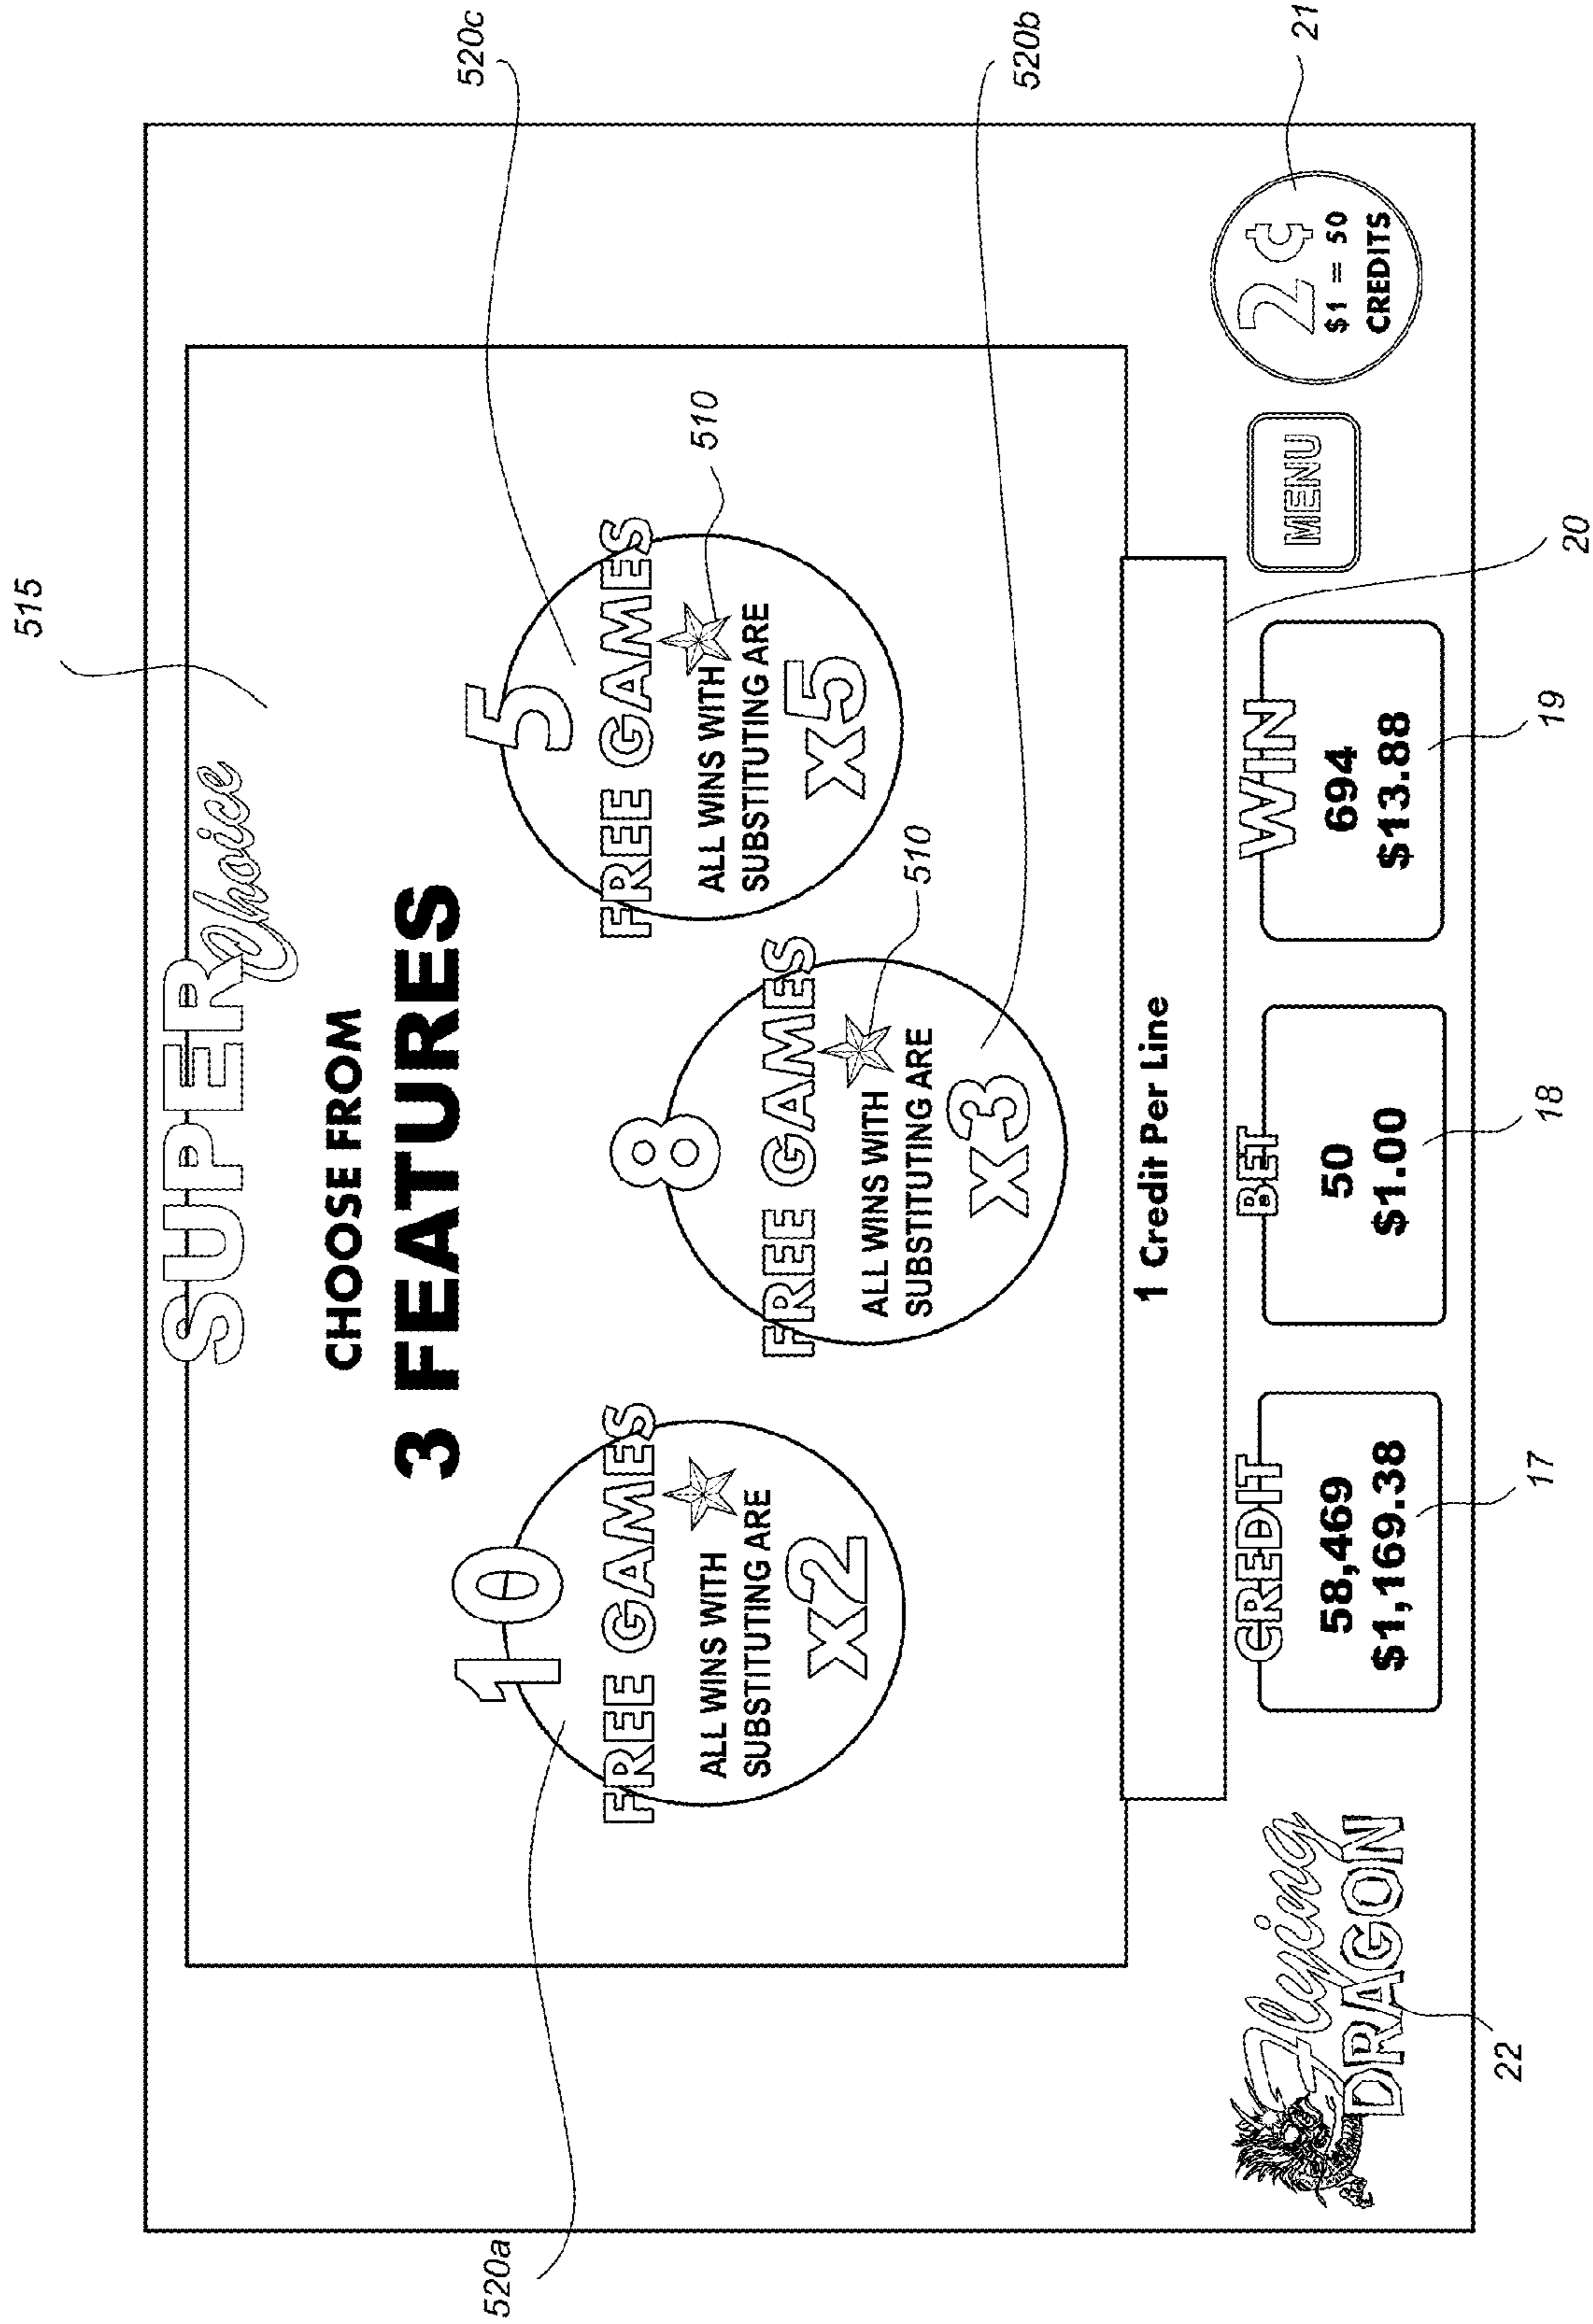 515
SUPER
Choice
CHOOSE FROM
3 FEATURES
520a
10
FREE GAMES
ALL WINS WITH
SUBSTITUTING ARE
x2
8
FREE GAMES
ALL WINS WITH
SUBSTITUTING ARE
x3
510
520b
5
FREE GAMES
ALL WINS WITH
SUBSTITUTING ARE
x5
510
520c
1 Credit Per Line
20
Flying
DRAGON
22
CREDIT
58,469
$1,169.38
17
BET
50
$1.00
18
WIN
694
$13.88
19
MENU
2¢
$1 = 50
CREDITS
21